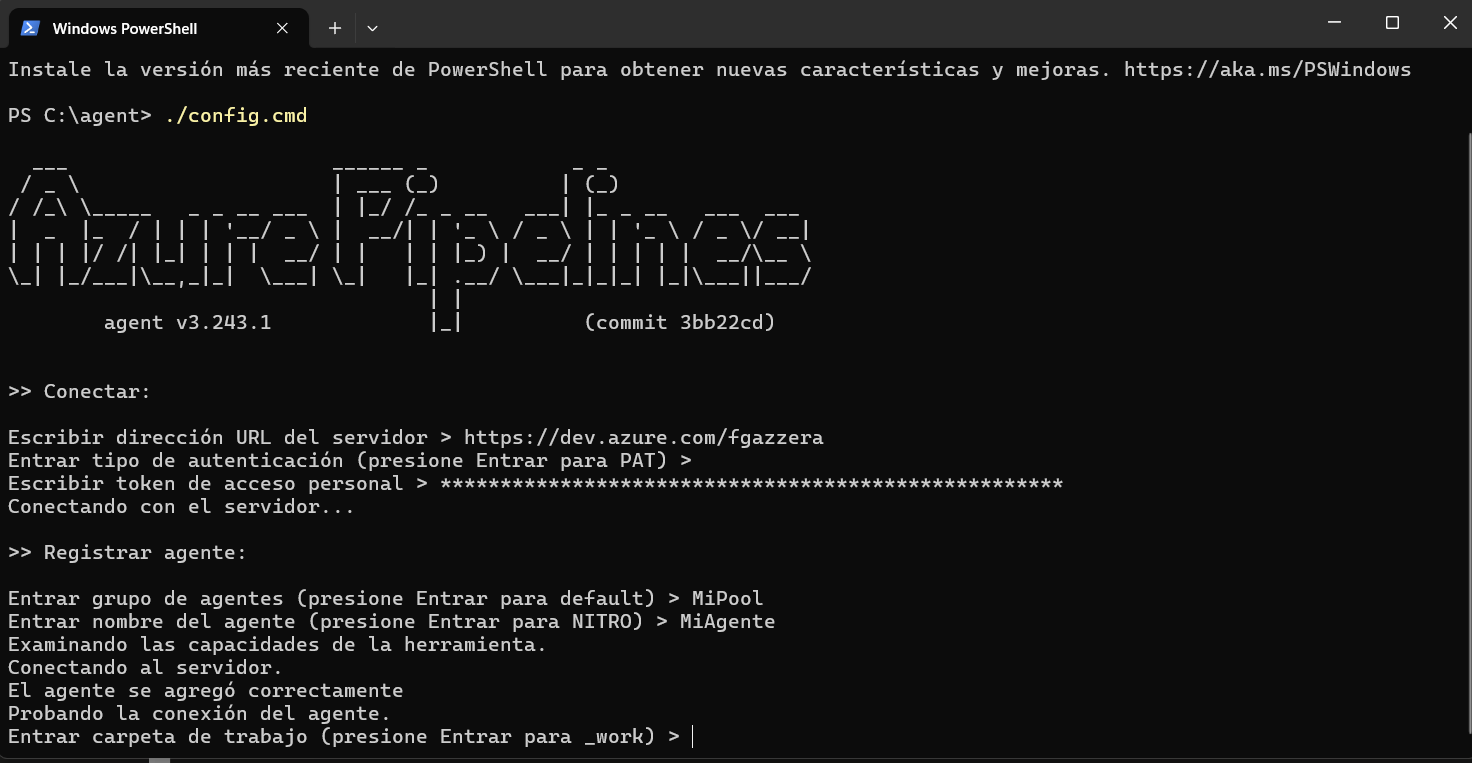 Windows PowerShell
Instale la versión más reciente de PowerShell para obtener nuevas características y mejoras. https://aka.ms/PSWindows
PS C:\agent> ./config.cmd
Azure Pipelines
agent v3.243.1 (commit 3bb22cd)
>> Conectar:
Escribir dirección URL del servidor > https://dev.azure.com/fgazzera
Entrar tipo de autenticación (presione Entrar para PAT) >
Escribir token de acceso personal > ****************************************************
Conectando con el servidor...
>> Registrar agente:
Entrar grupo de agentes (presione Entrar para default) > MiPool
Entrar nombre del agente (presione Entrar para NITRO) > MiAgente
Examinando las capacidades de la herramienta.
Conectando al servidor.
El agente se agregó correctamente
Probando la conexión del agente.
Entrar carpeta de trabajo (presione Entrar para _work) >